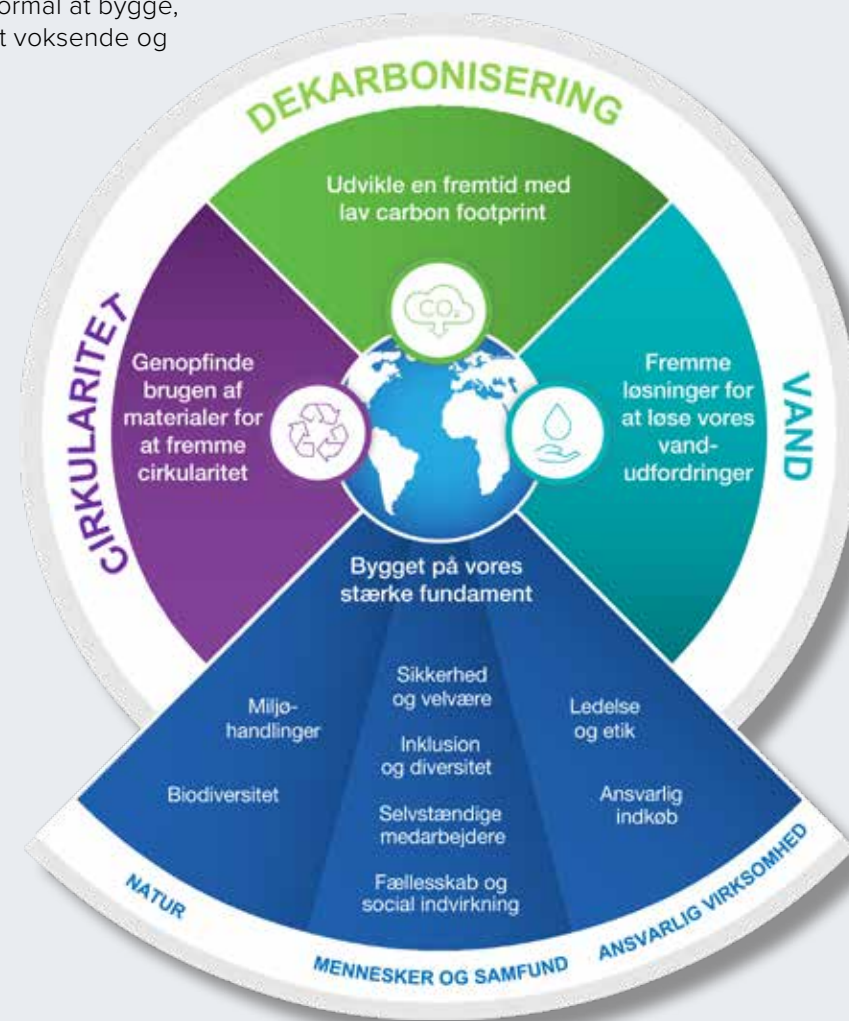 ormål at bygge,
t voksende og
DEKARBONISERING
Udvikle en fremtid med
lav carbon footprint
CO₂
CIRKULARITET
Genopfinde
brugen af
materialer for
at fremme
cirkularitet
Fremme
løsninger for
at løse vores
vand-
udfordringer
VAND
Bygget på vores
stærke fundament
Miljø-
handlinger
Biodiversitet
Sikkerhed
og velvære
Inklusion
og diversitet
Selvstændige
medarbejdere
Fællesskab og
social indvirkning
Ledelse
og etik
Ansvarlig
indkøb
NATUR
MENNESKER OG SAMFUND
ANSVARLIG VIRKSOMHED